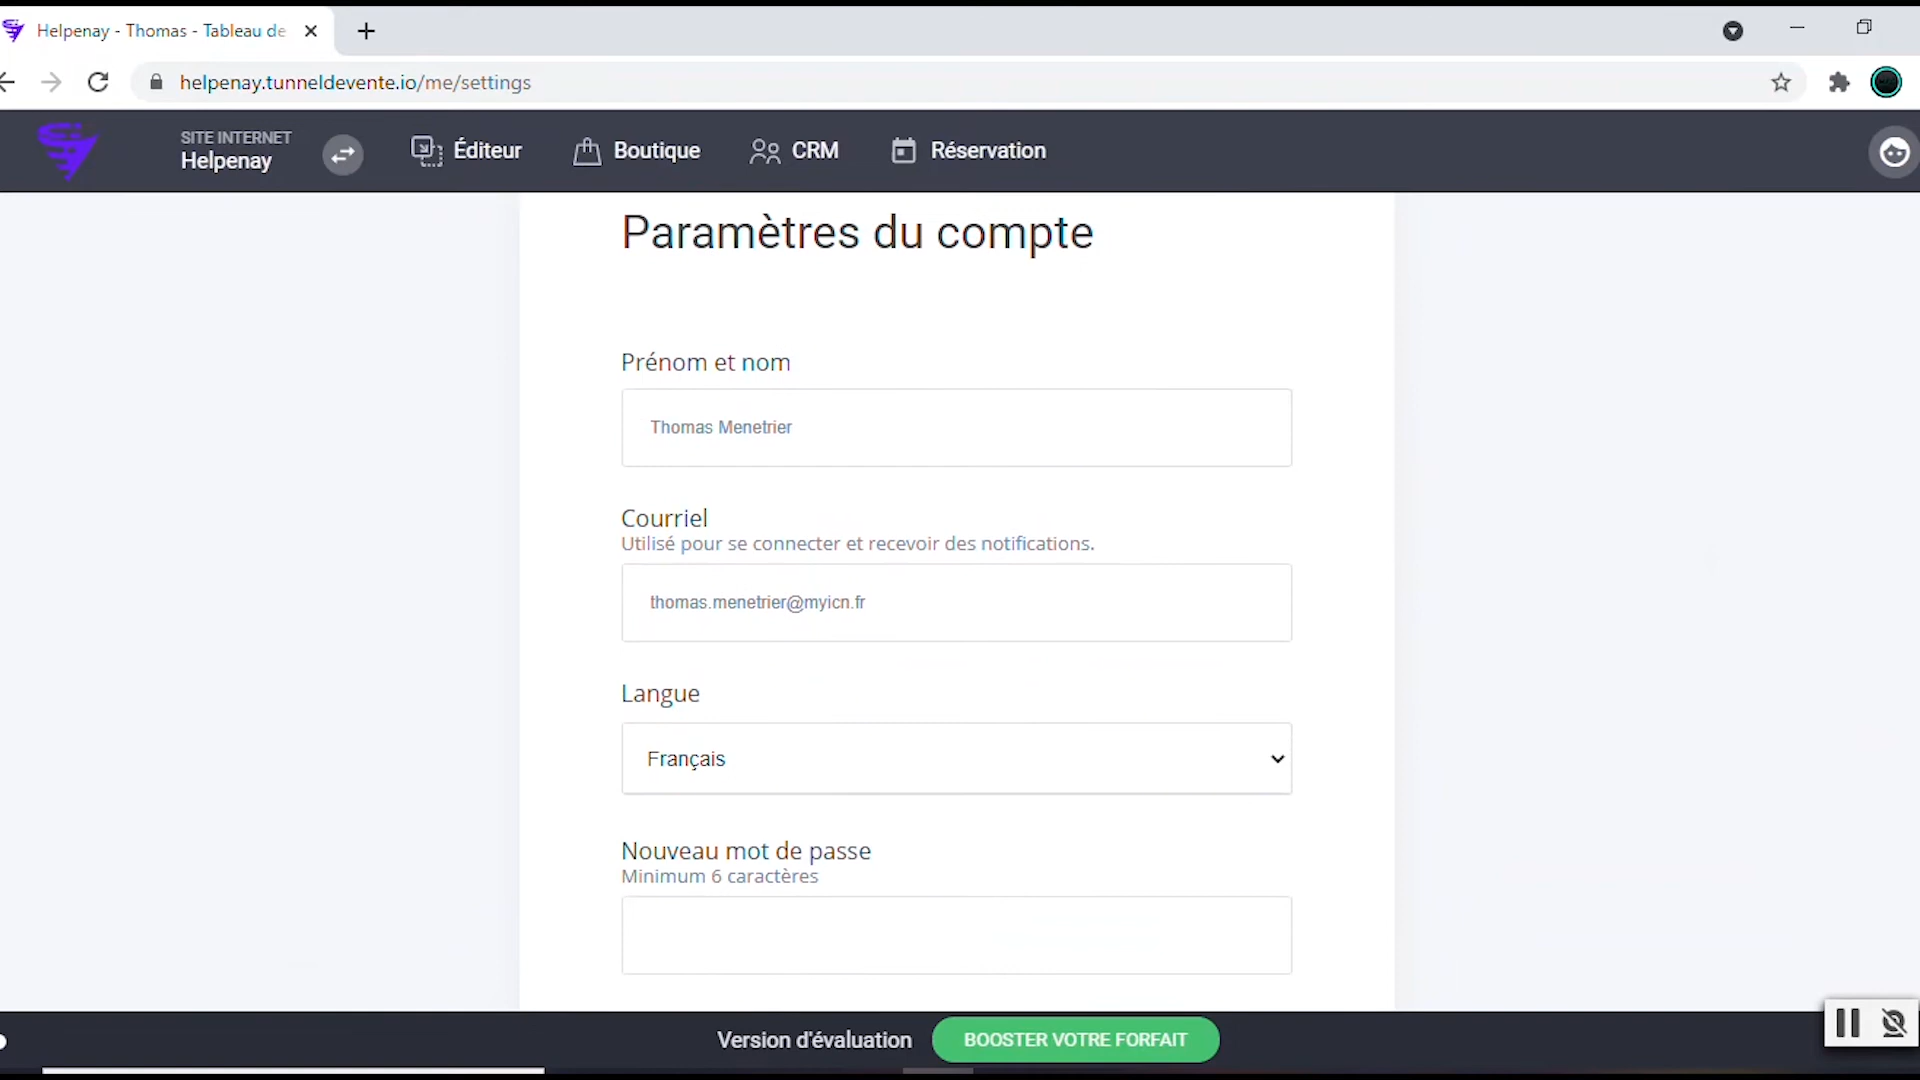 Helpenay - Thomas - Tableau de
helpenay.tunneldevente.io/me/settings
SITE INTERNET
Helpenay
Éditeur
Boutique
CRM
Réservation
Paramètres du compte
Prénom et nom
Thomas Menetrier
Courriel
Utilisé pour se connecter et recevoir des notifications.
thomas.menetrier@myicn.fr
Langue
Français
Nouveau mot de passe
Minimum 6 caractères
Version d'évaluation
BOOSTER VOTRE FORFAIT